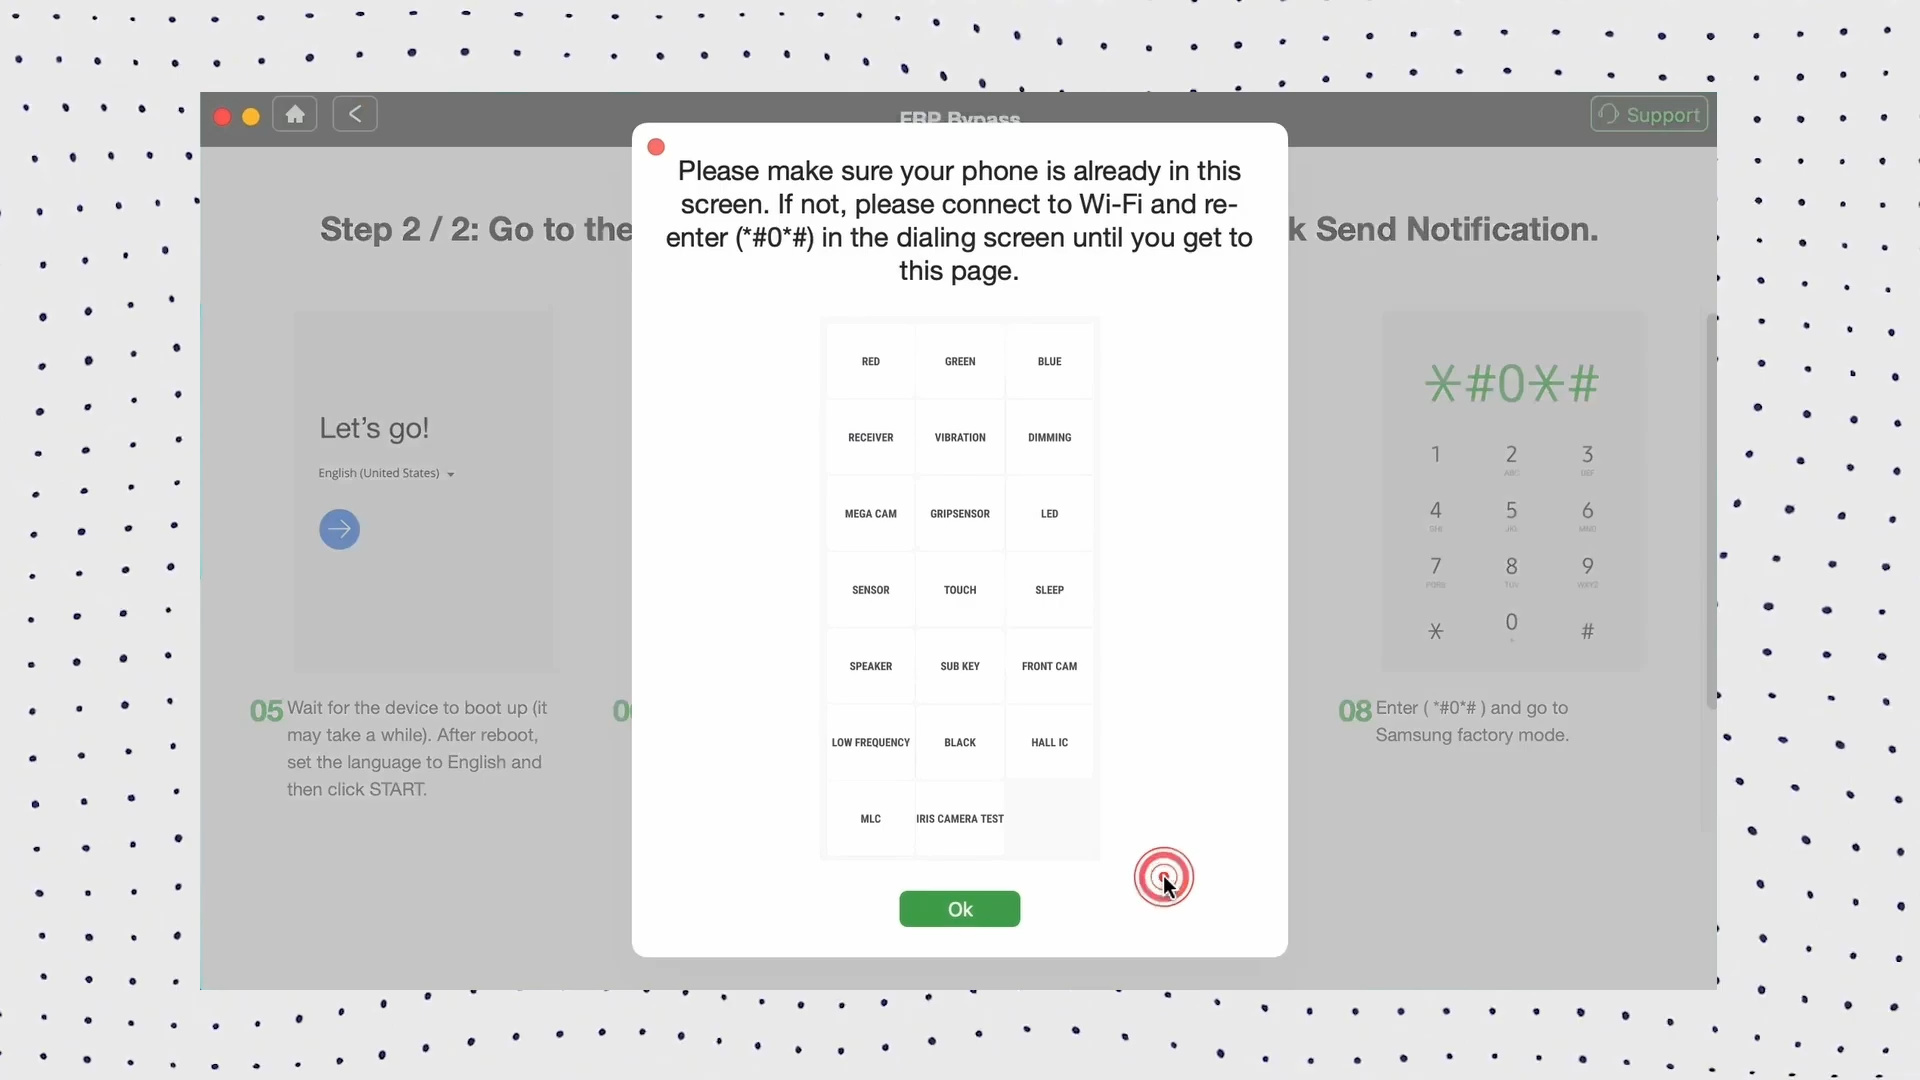 FRP Bypass
Support
Please make sure your phone is already in this
screen. If not, please connect to Wi-Fi and re-
enter (*#0*#) in the dialing screen until you get to
this page.
Step 2 / 2: Go to the
k Send Notification.
RED GREEN BLUE
RECEIVER VIBRATION DIMMING
MEGA CAM GRIPSENSOR LED
SENSOR TOUCH SLEEP
SPEAKER SUB KEY FRONT CAM
LOW FREQUENCY BLACK HALL IC
MLC IRIS CAMERA TEST
Ok
Let's go!
English (United States)
05 Wait for the device to boot up (it
may take a while). After reboot,
set the language to English and
then click START.
*#0*#
1 2 3
4 5 6
7 8 9
* 0 #
08 Enter ( *#0*# ) and go to
Samsung factory mode.